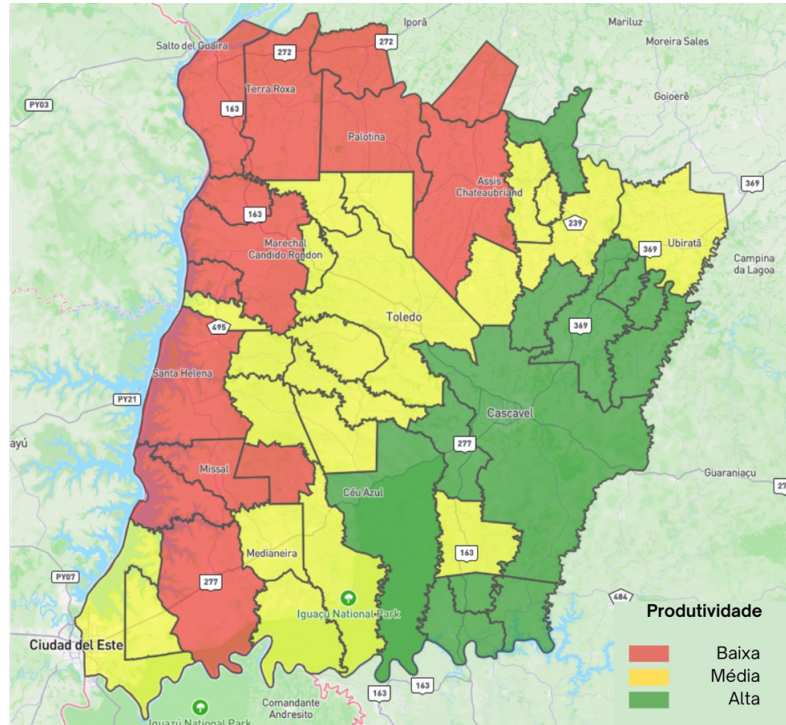 Iporã
Mariluz
Salto del Guairá
272
272
Moreira Sales
Terra Roxa
Goioerê
PY03
163
Palotina
369
Assis
Chateaubriand
163
239
Marechal
Candido Rondon
369
Ubiratã
Campina
da Lagoa
495
Toledo
369
Santa Helena
PY21
Cascavel
ayú
277
Missal
Guaraniaçu
27
Céu Azul
163
Medianeira
PY07
277
484
Iguaçu National Park
Produtividade
Ciudad del Este
Baixa
Média
163
163
Alta
Comandante
Andresito
Iguazú National Park